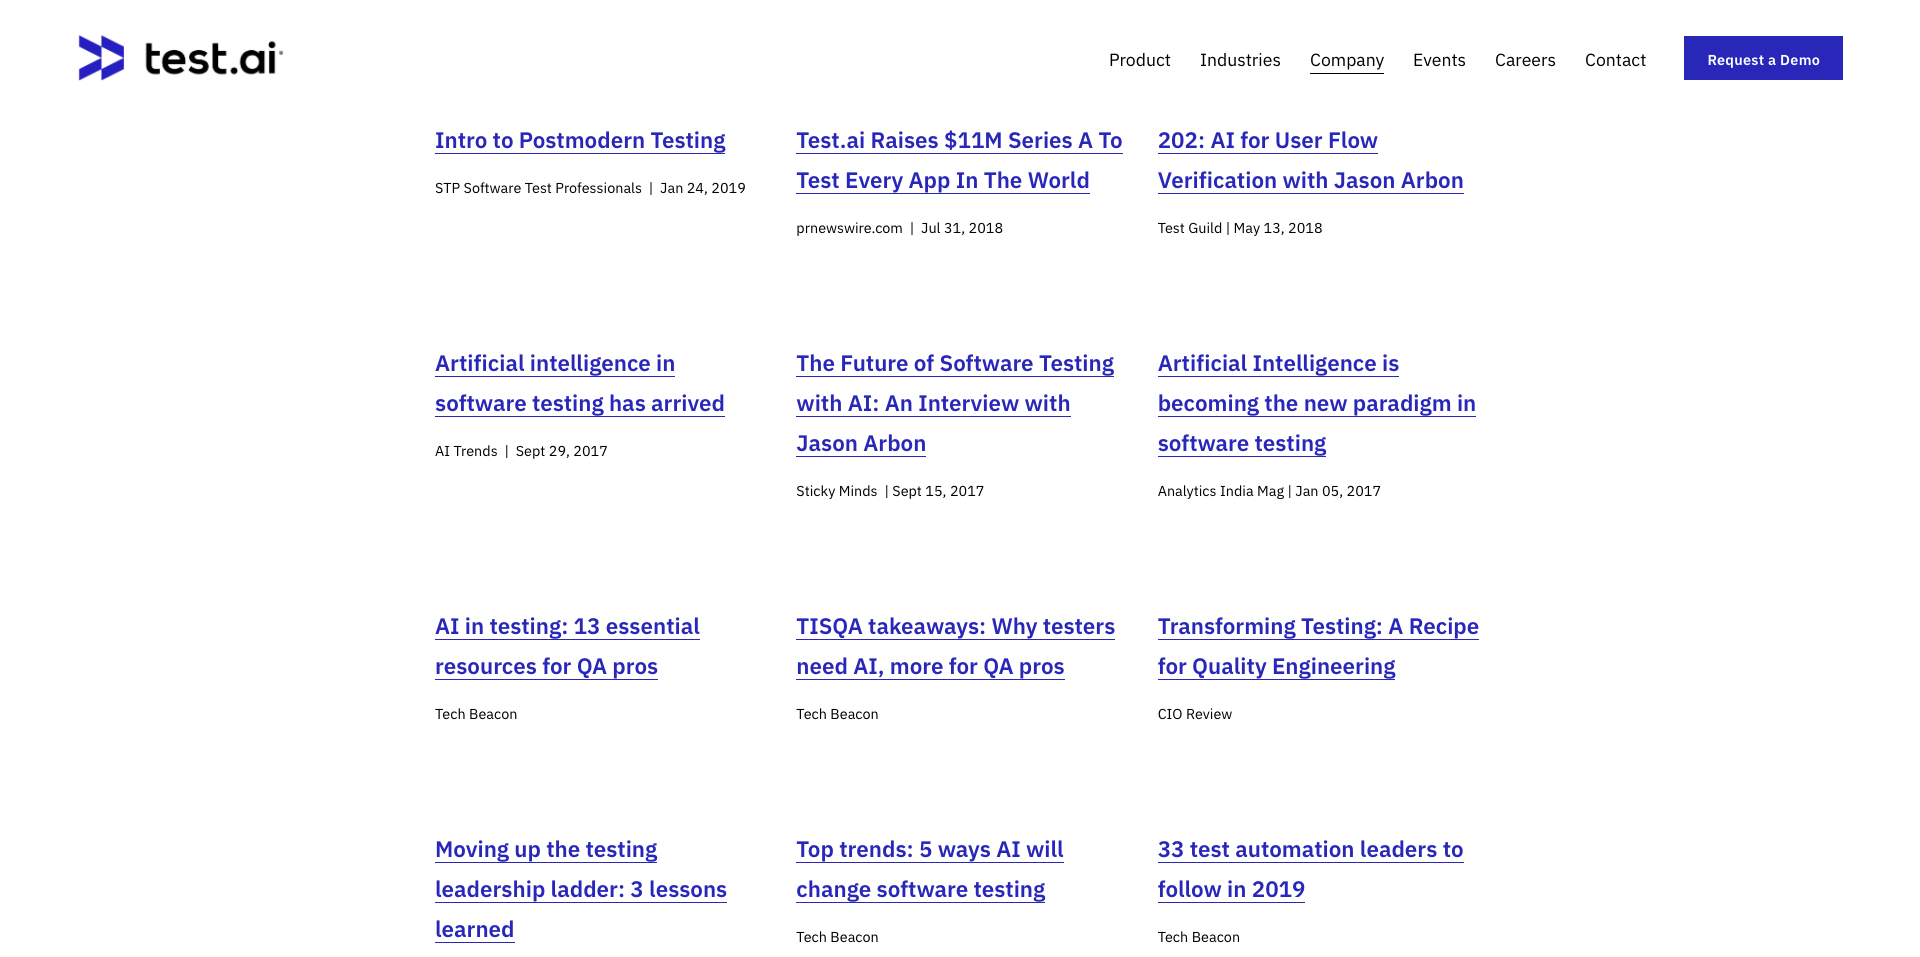 test.ai
Product Industries Company Events Careers Contact Request a Demo
Intro to Postmodern Testing
STP Software Test Professionals | Jan 24, 2019
Test.ai Raises $11M Series A To
Test Every App In The World
prnewswire.com | Jul 31, 2018
202: AI for User Flow
Verification with Jason Arbon
Test Guild | May 13, 2018
Artificial intelligence in
software testing has arrived
AI Trends | Sept 29, 2017
The Future of Software Testing
with AI: An Interview with
Jason Arbon
Sticky Minds | Sept 15, 2017
Artificial Intelligence is
becoming the new paradigm in
software testing
Analytics India Mag | Jan 05, 2017
AI in testing: 13 essential
resources for QA pros
Tech Beacon
TISQA takeaways: Why testers
need AI, more for QA pros
Tech Beacon
Transforming Testing: A Recipe
for Quality Engineering
CIO Review
Moving up the testing
leadership ladder: 3 lessons
learned
Top trends: 5 ways AI will
change software testing
Tech Beacon
33 test automation leaders to
follow in 2019
Tech Beacon